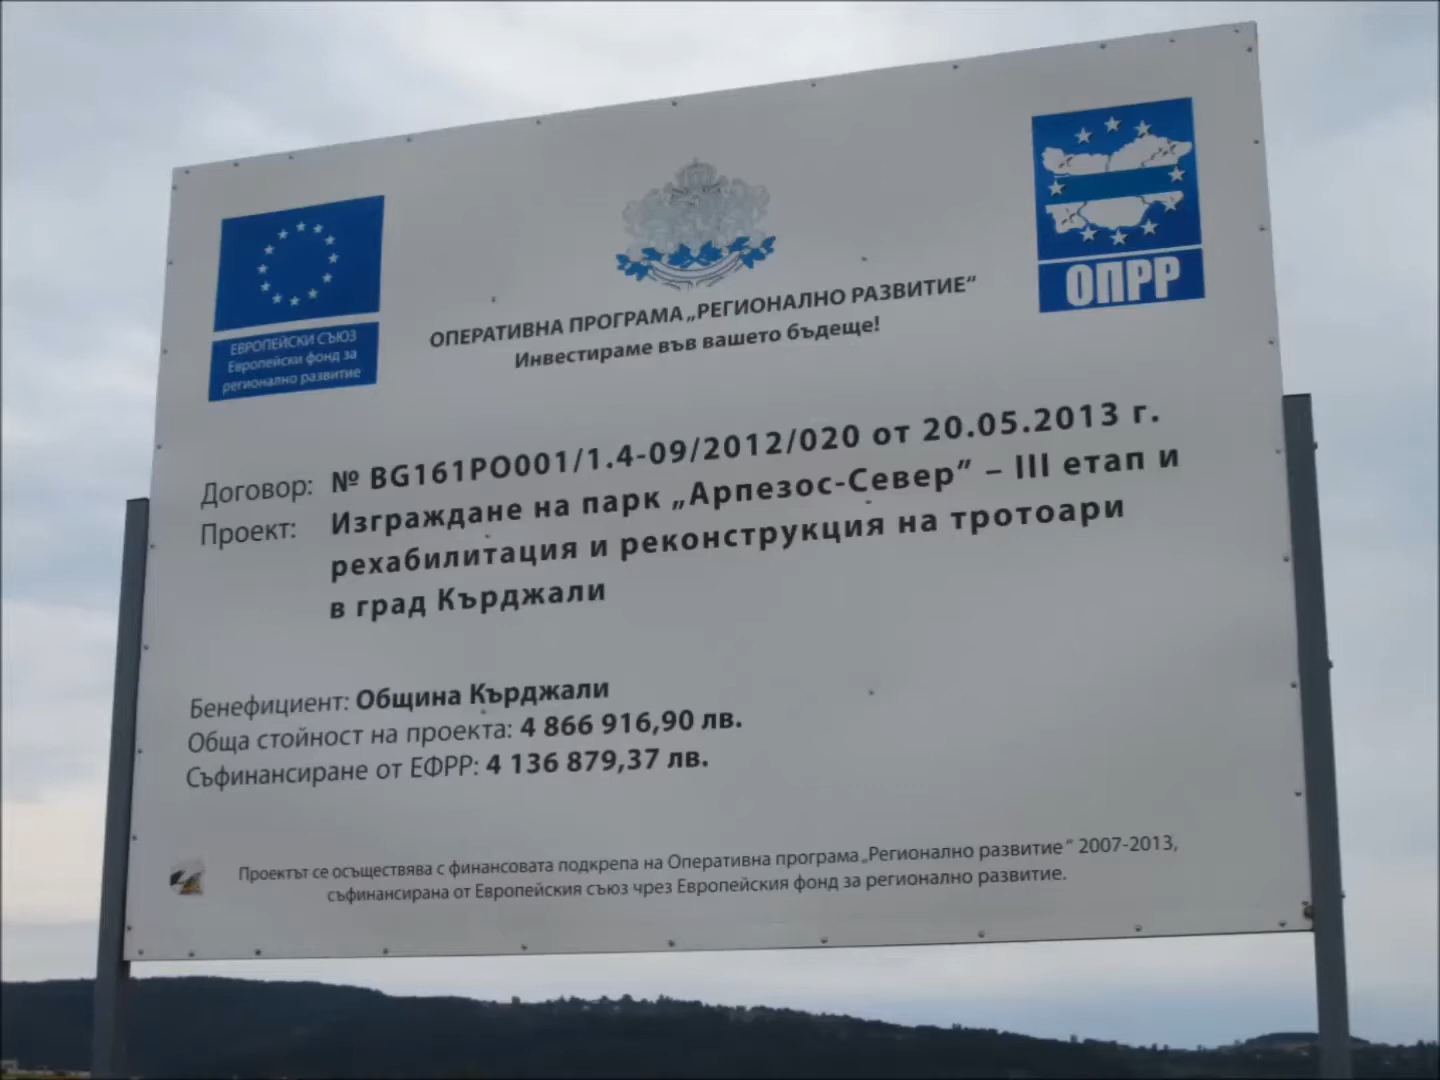 ЕВРОПЕЙСКИ СЪЮЗ
Европейски фонд за
регионално развитие
ОПЕРАТИВНА ПРОГРАМА „РЕГИОНАЛНО РАЗВИТИЕ“
Инвестираме във вашето бъдеще!
ОПРР
Договор: № BG161PO001/1.4-09/2012/020 от 20.05.2013 г.
Проект: Изграждане на парк „Арпезос-Север” – III етап и
рехабилитация и реконструкция на тротоари
в град Кърджали
Бенефициент: Община Кърджали
Обща стойност на проекта: 4 866 916,90 лв.
Съфинансиране от ЕФРР: 4 136 879,37 лв.
Проектът се осъществява с финансовата подкрепа на Оперативна програма „Регионално развитие“ 2007-2013,
съфинансирана от Европейския съюз чрез Европейския фонд за регионално развитие.